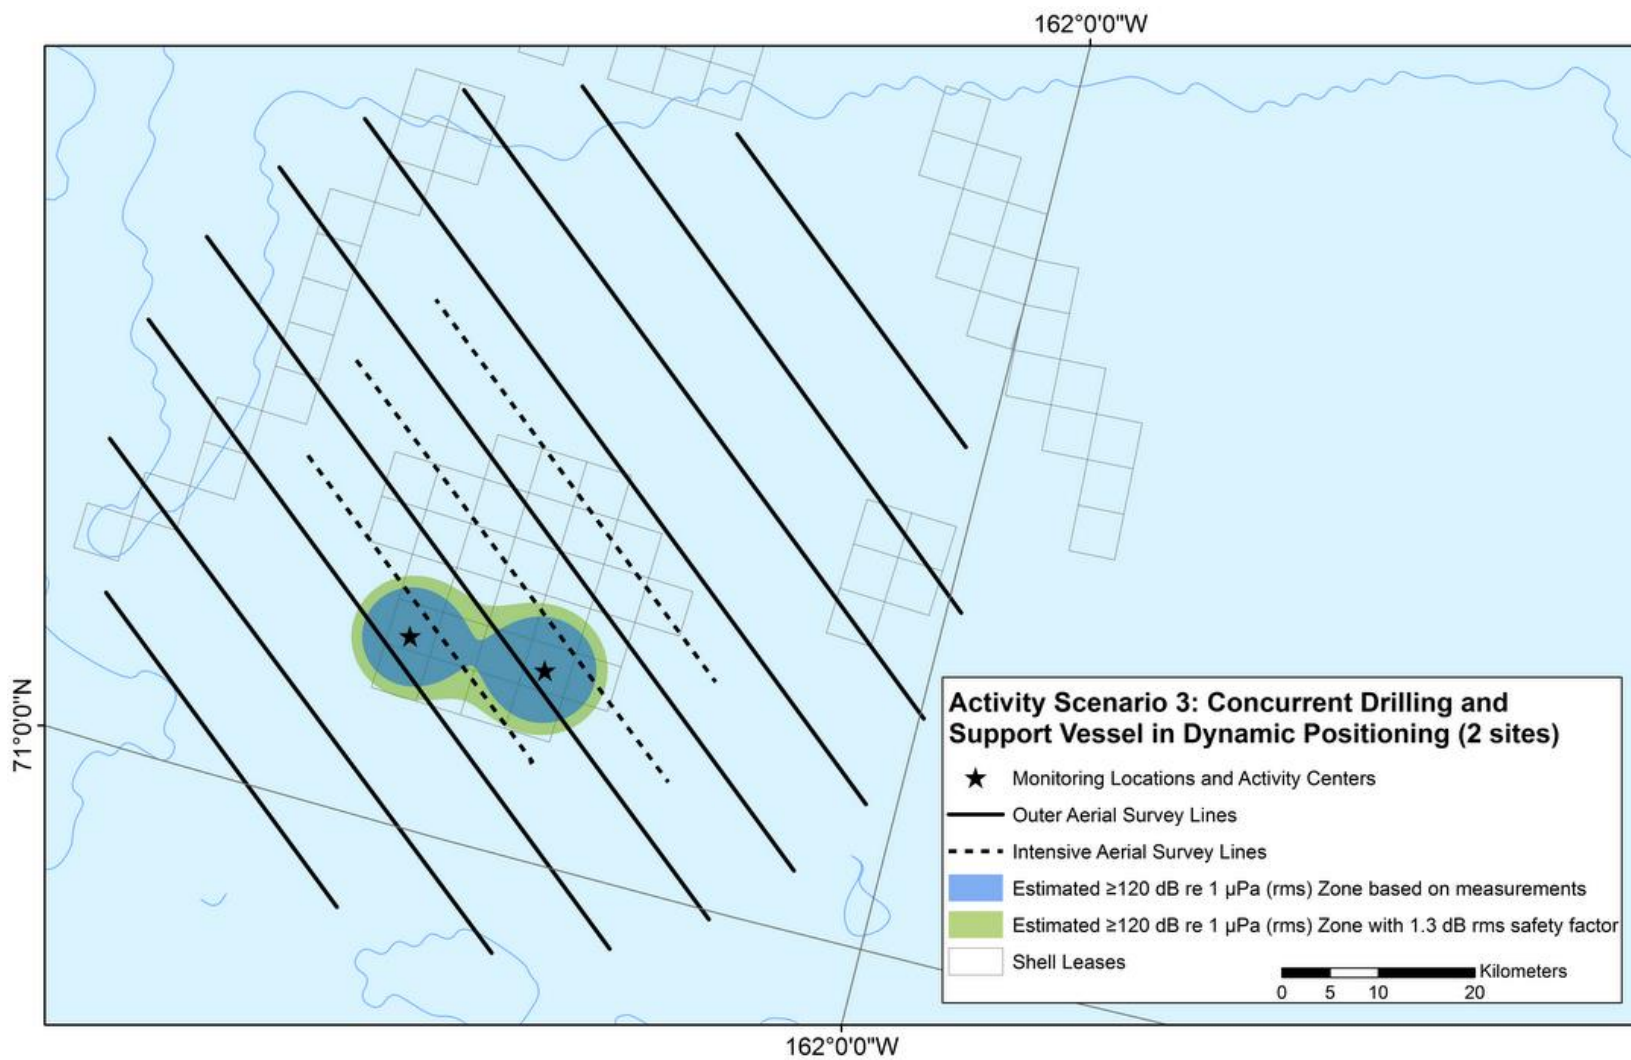 162°0'0"W
71°0'0"N
Activity Scenario 3: Concurrent Drilling and
Support Vessel in Dynamic Positioning (2 sites)
Monitoring Locations and Activity Centers
Outer Aerial Survey Lines
Intensive Aerial Survey Lines
Estimated ≥120 dB re 1 µPa (rms) Zone based on measurements
Estimated ≥120 dB re 1 µPa (rms) Zone with 1.3 dB rms safety factor
Shell Leases
Kilometers
0 5 10 20
162°0'0"W